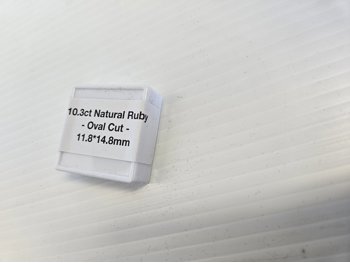 10.3ct Natural Ruby
- Oval Cut -
11.8*14.8mm